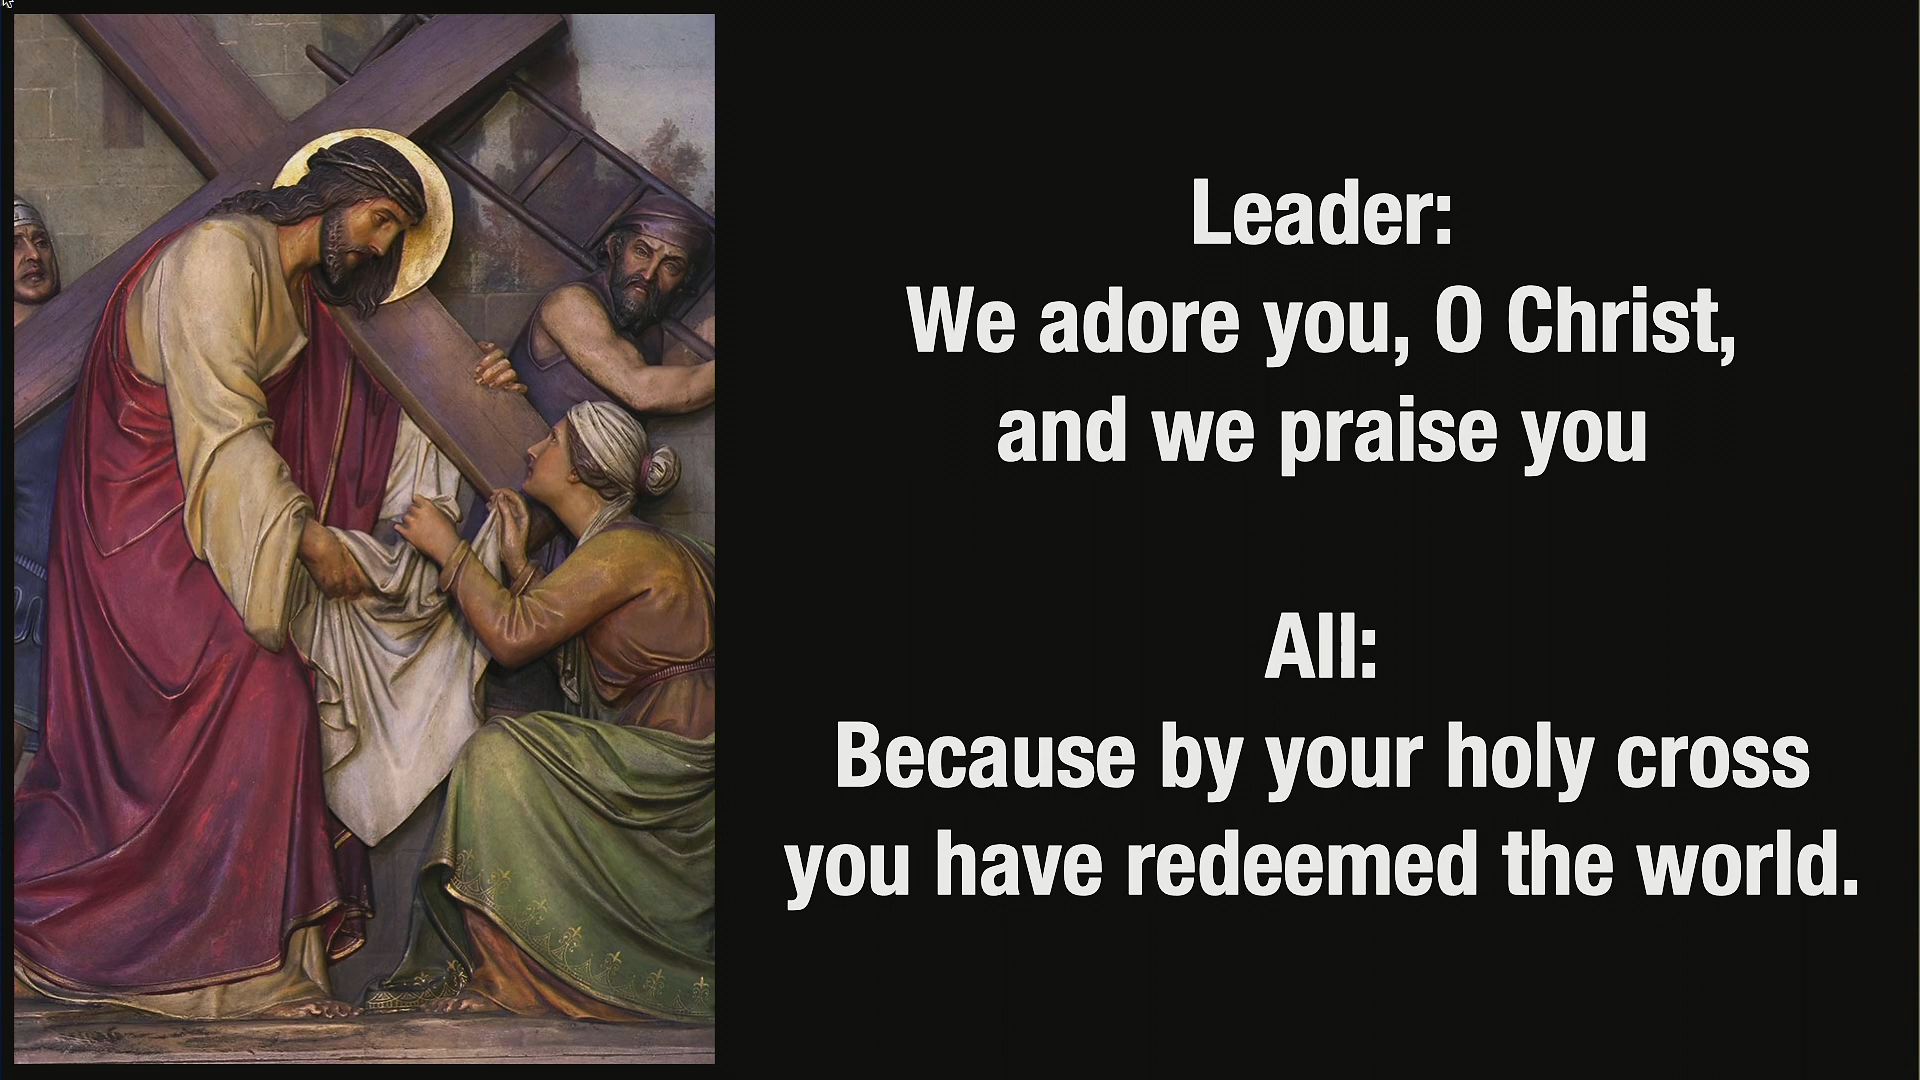 Leader:
We adore you, O Christ,
and we praise you
All:
Because by your holy cross
you have redeemed the world.